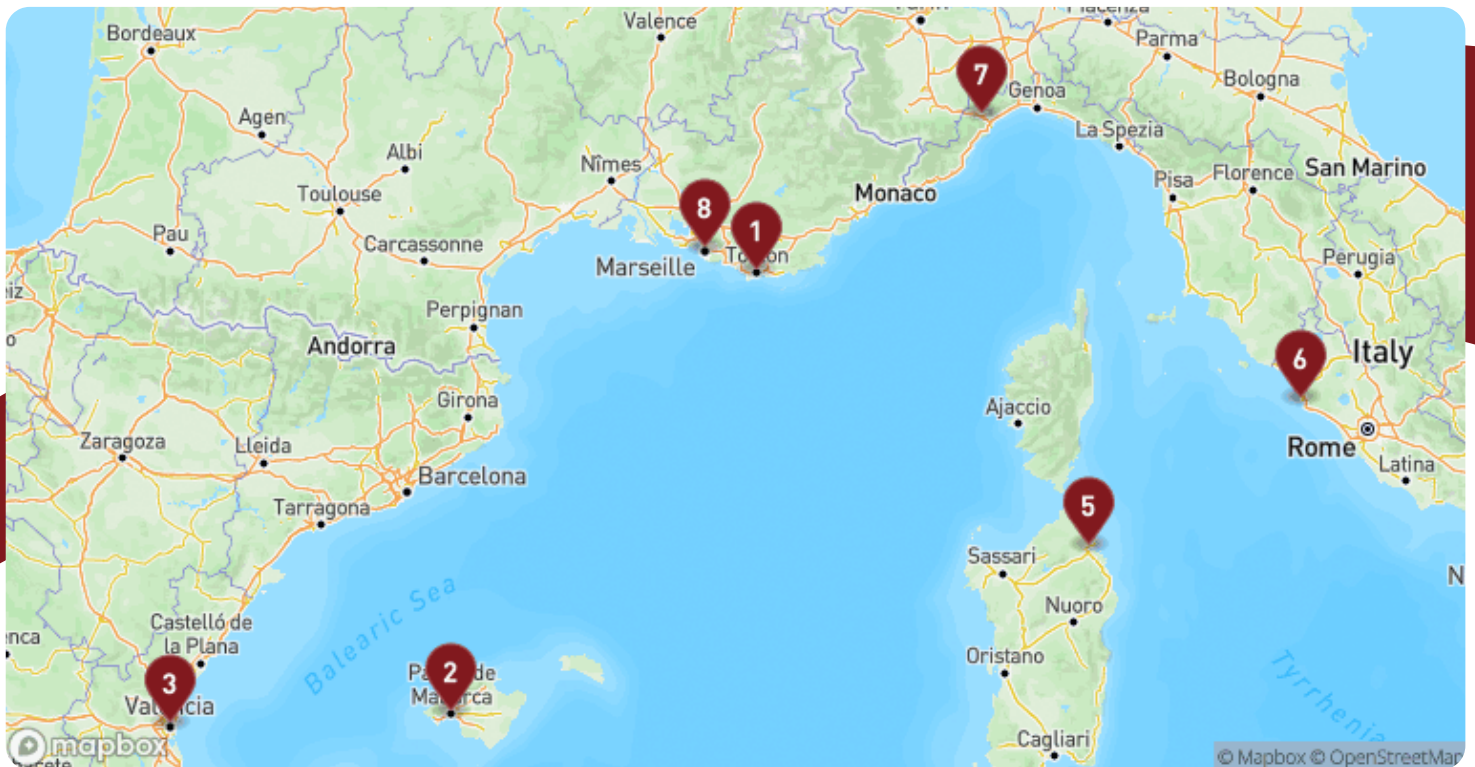 Bordeaux
Valence
Parma
Bologna
7
Genoa
La Spezia
Agen
Albi
Nîmes
Toulouse
Monaco
Pisa
Florence
San Marino
8
1
Pau
Carcassonne
Marseille
Perugia
Perpignan
Andorra
6
Italy
Girona
Ajaccio
Zaragoza
Lleida
Rome
Barcelona
Latina
Tarragona
5
Sassari
Balearic Sea
Nuoro
Castelló de
la Plana
Oristano
2
3
Cagliari
mapbox
© Mapbox © OpenStreetMap